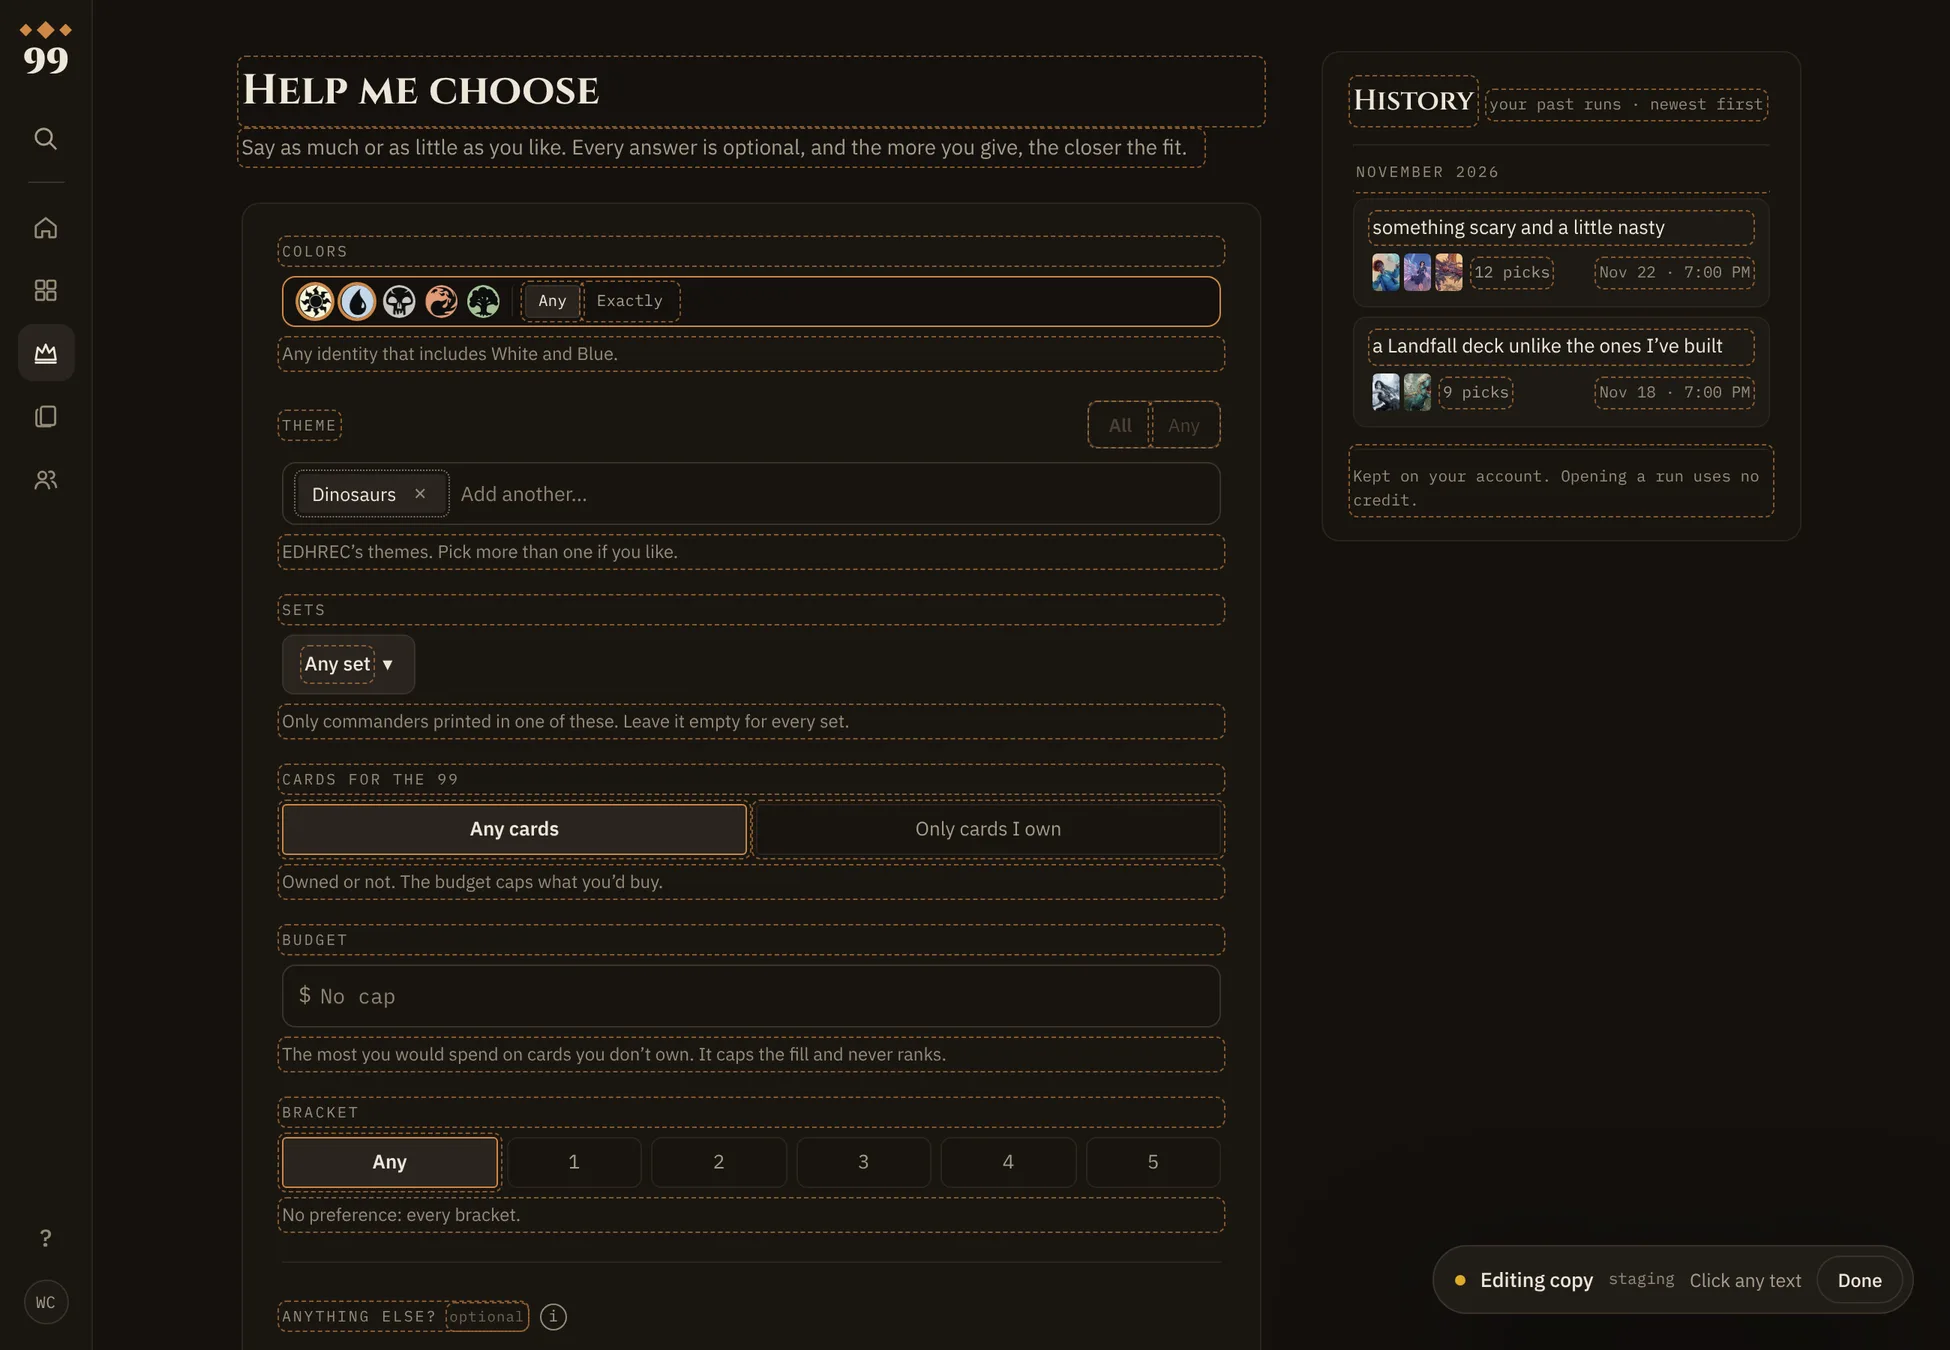 99
HELP ME CHOOSE
Say as much or as little as you like. Every answer is optional, and the more you give, the closer the fit.
COLORS
Any Exactly
Any identity that includes White and Blue.
THEME
All Any
Dinosaurs × Add another...
EDHREC’s themes. Pick more than one if you like.
SETS
Any set ▼
Only commanders printed in one of these. Leave it empty for every set.
CARDS FOR THE 99
Any cards Only cards I own
Owned or not. The budget caps what you’d buy.
BUDGET
$ No cap
The most you would spend on cards you don’t own. It caps the fill and never ranks.
BRACKET
Any 1 2 3 4 5
No preference: every bracket.
ANYTHING ELSE? optional i
HISTORY your past runs · newest first
NOVEMBER 2026
something scary and a little nasty
12 picks Nov 22 · 7:00 PM
a Landfall deck unlike the ones I’ve built
9 picks Nov 18 · 7:00 PM
Kept on your account. Opening a run uses no
credit.
?
WC
Editing copy staging Click any text Done